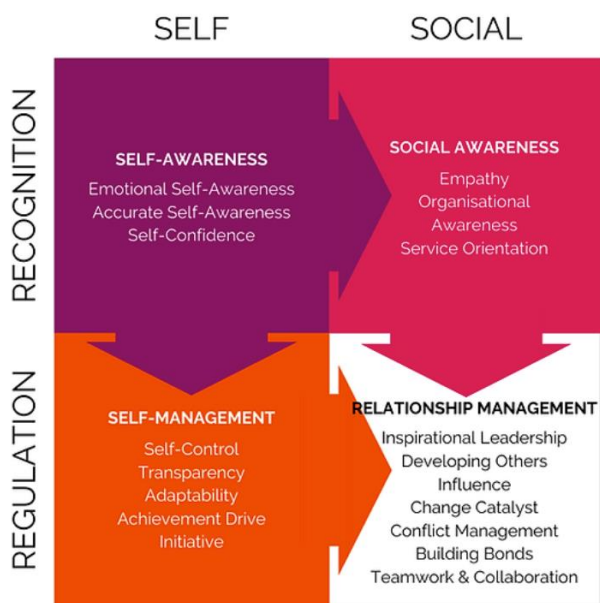 SELF
SOCIAL
RECOGNITION
SELF-AWARENESS
Emotional Self-Awareness
Accurate Self-Awareness
Self-Confidence
SOCIAL AWARENESS
Empathy
Organisational
Awareness
Service Orientation
REGULATION
SELF-MANAGEMENT
Self-Control
Transparency
Adaptability
Achievement Drive
Initiative
RELATIONSHIP MANAGEMENT
Inspirational Leadership
Developing Others
Influence
Change Catalyst
Conflict Management
Building Bonds
Teamwork & Collaboration